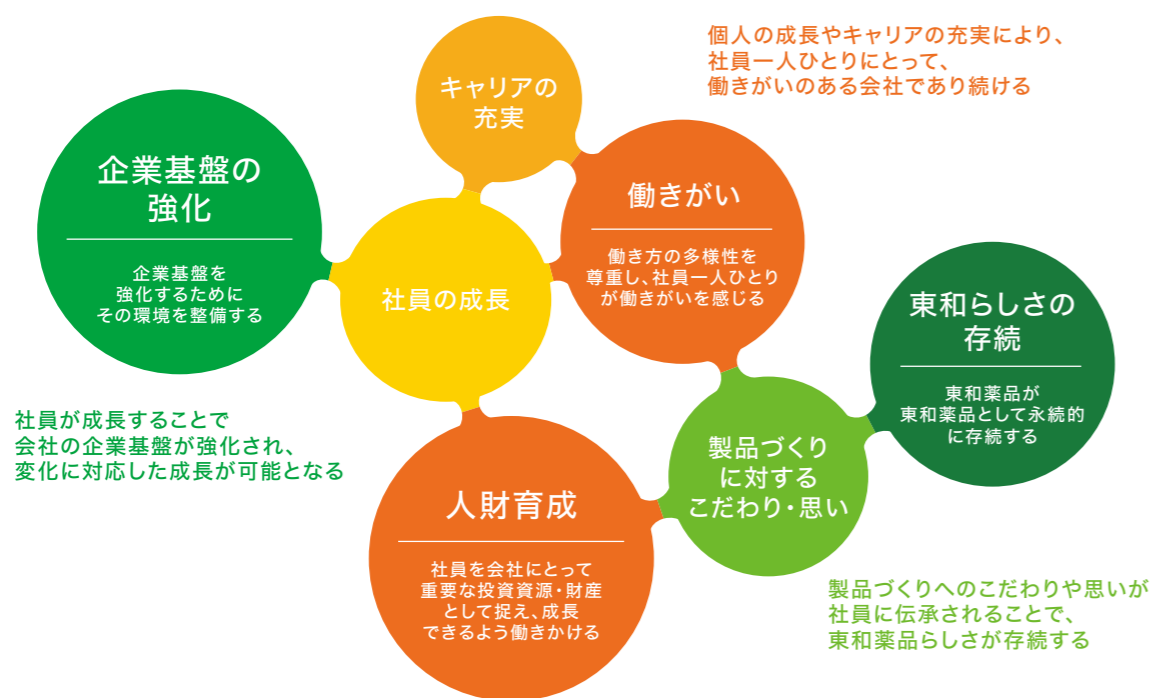 個人の成長やキャリアの充実により、
社員一人ひとりにとって、
働きがいのある会社であり続ける
キャリアの
充実
企業基盤の
強化
企業基盤を
強化するために
その環境を整備する
働きがい
働き方の多様性を
尊重し、社員一人ひとり
が働きがいを感じる
社員の成長
東和らしさの
存続
東和薬品が
東和薬品として永続的
に存続する
社員が成長することで
会社の企業基盤が強化され、
変化に対応した成長が可能となる
製品づくり
に対する
こだわり・思い
人財育成
社員を会社にとって
重要な投資資源・財産
として捉え、成長
できるよう働きかける
製品づくりへのこだわりや思いが
社員に伝承されることで、
東和薬品らしさが存続する